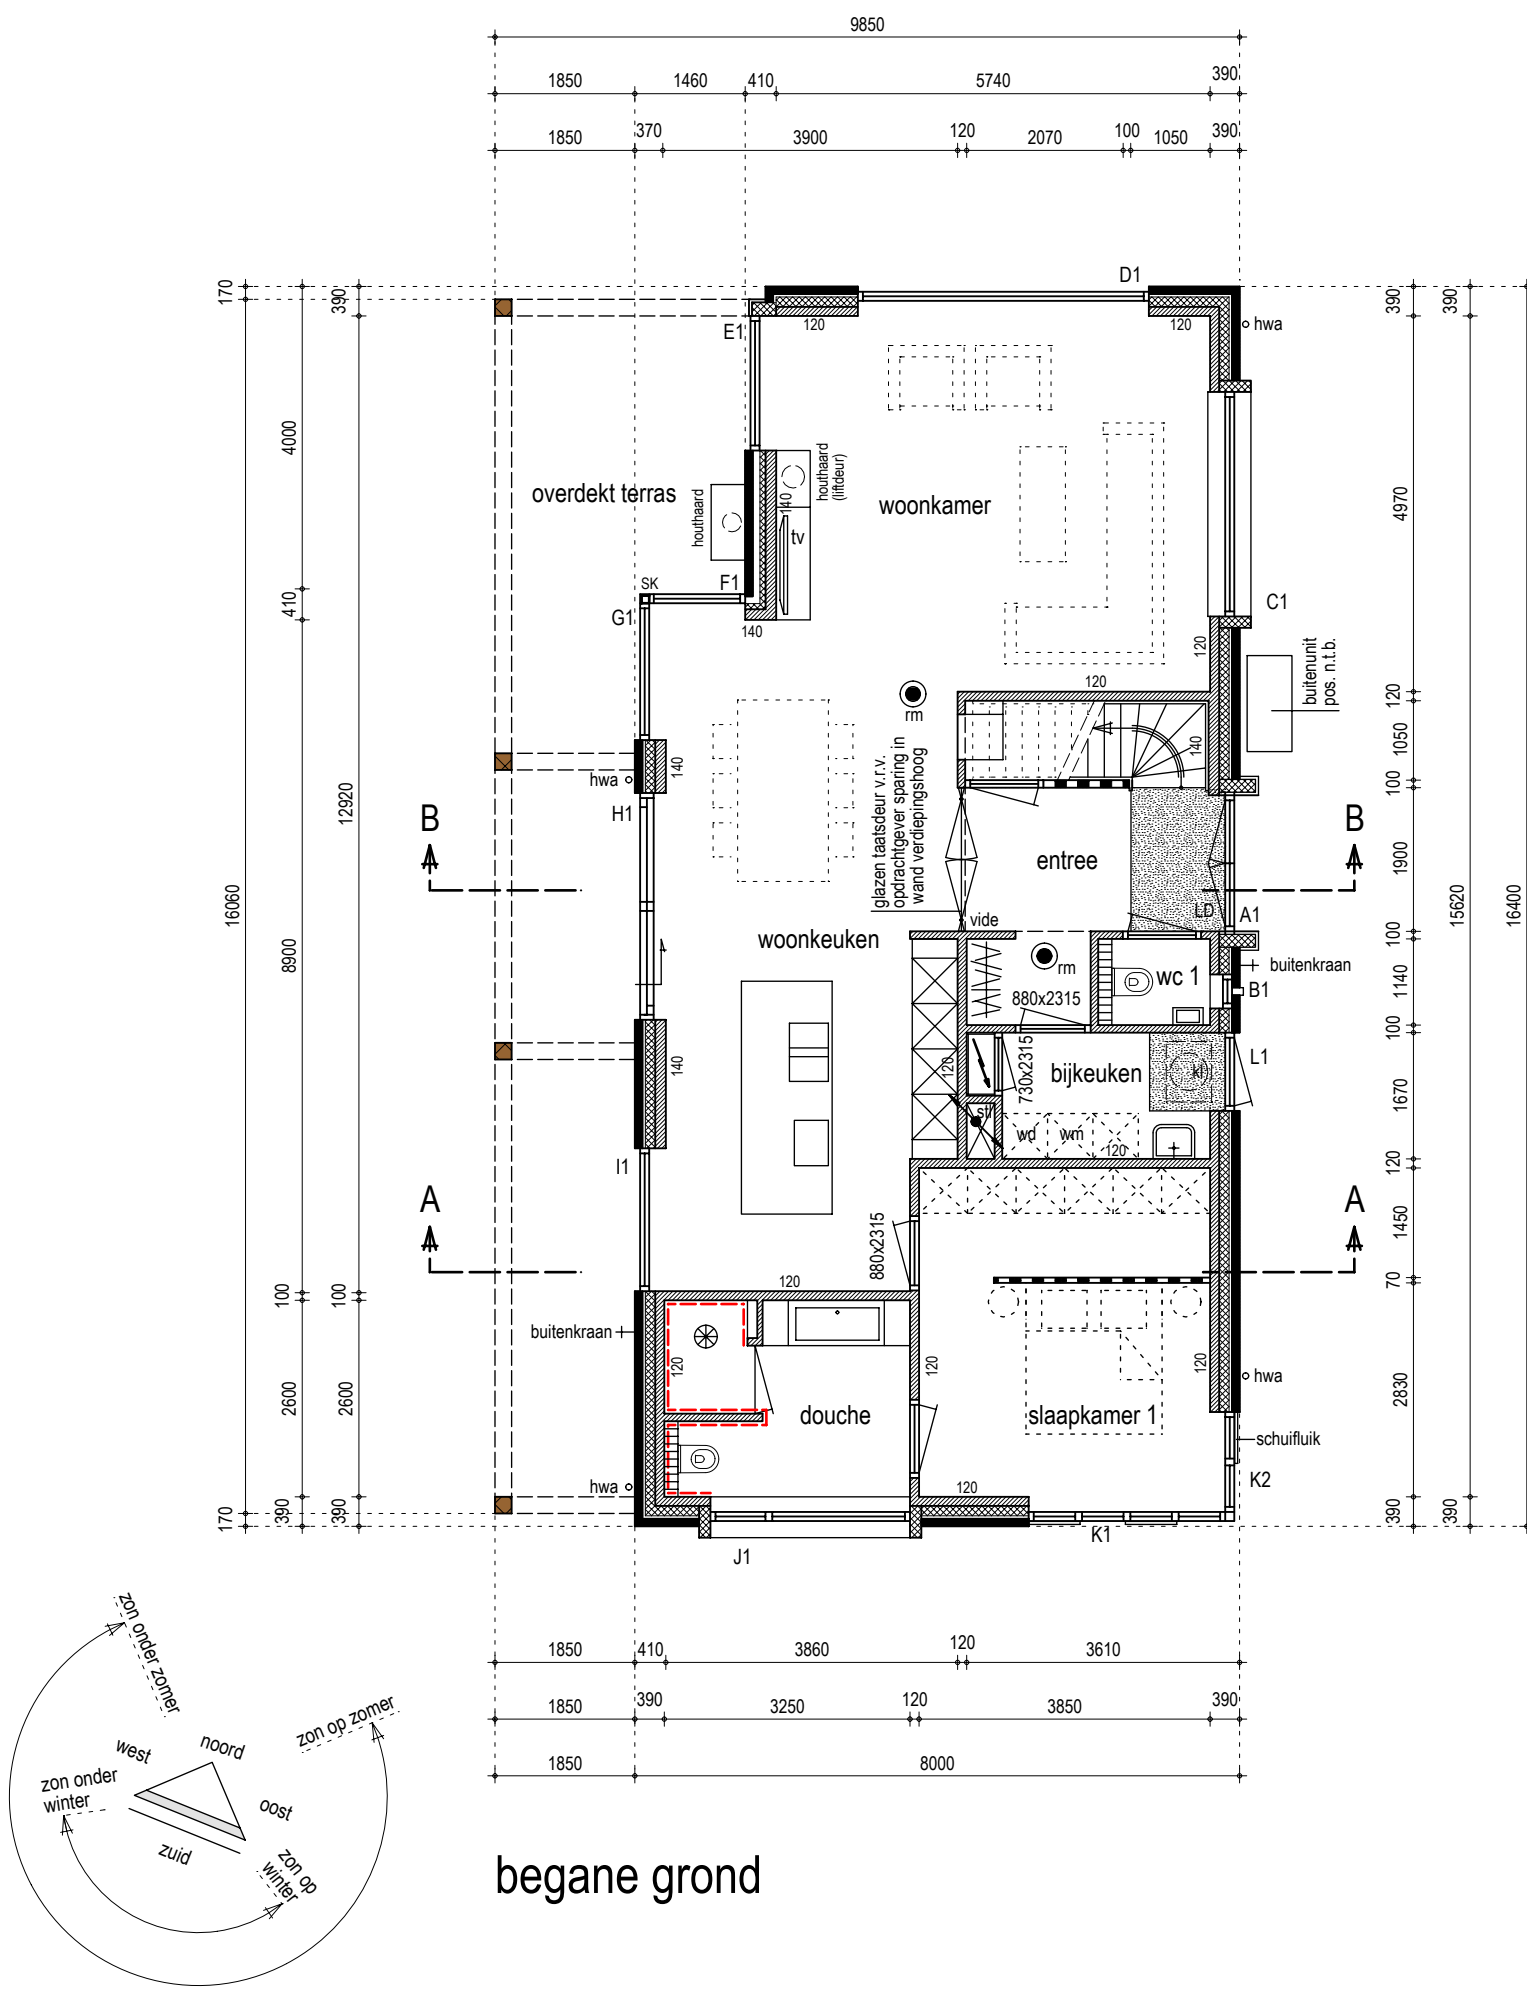 9850
1850 1460 410 5740 390
1850 370 3900 120 2070 100 1050 390
D1
E1
120
120
hwa
170
390
4000
410
12920
16060
8900
100
100
2600
2600
170
390
390
390
390
4970
120
1050
100
1900
100
1140
100
1670
120
1450
70
2830
390
390
15620
16400
overdekt terras
houthaard
houthaard
(liftdeur)
140
tv
woonkamer
SK
F1
G1
140
C1
120
120
buitenunit
pos. n.t.b.
rm
140
140
hwa
H1
glazen taatsdeur v.r.v.
opdrachtgever sparing in
wand verdiepingshoog
B
B
entree
LD
A1
vide
woonkeuken
rm
wc 1
buitenkraan
880x2315
B1
140
120
730x2315
bijkeuken
kl
L1
stl
wd
wm
120
I1
A
A
880x2315
120
buitenkraan
120
120
120
hwa
douche
slaapkamer 1
schuifluik
hwa
120
K2
J1
K1
1850 410 3860 120 3610
1850 390 3250 120 3850 390
1850 8000
zon onder zomer
zon op zomer
noord
west
zon onder
winter
oost
zuid
zon op
winter
begane grond